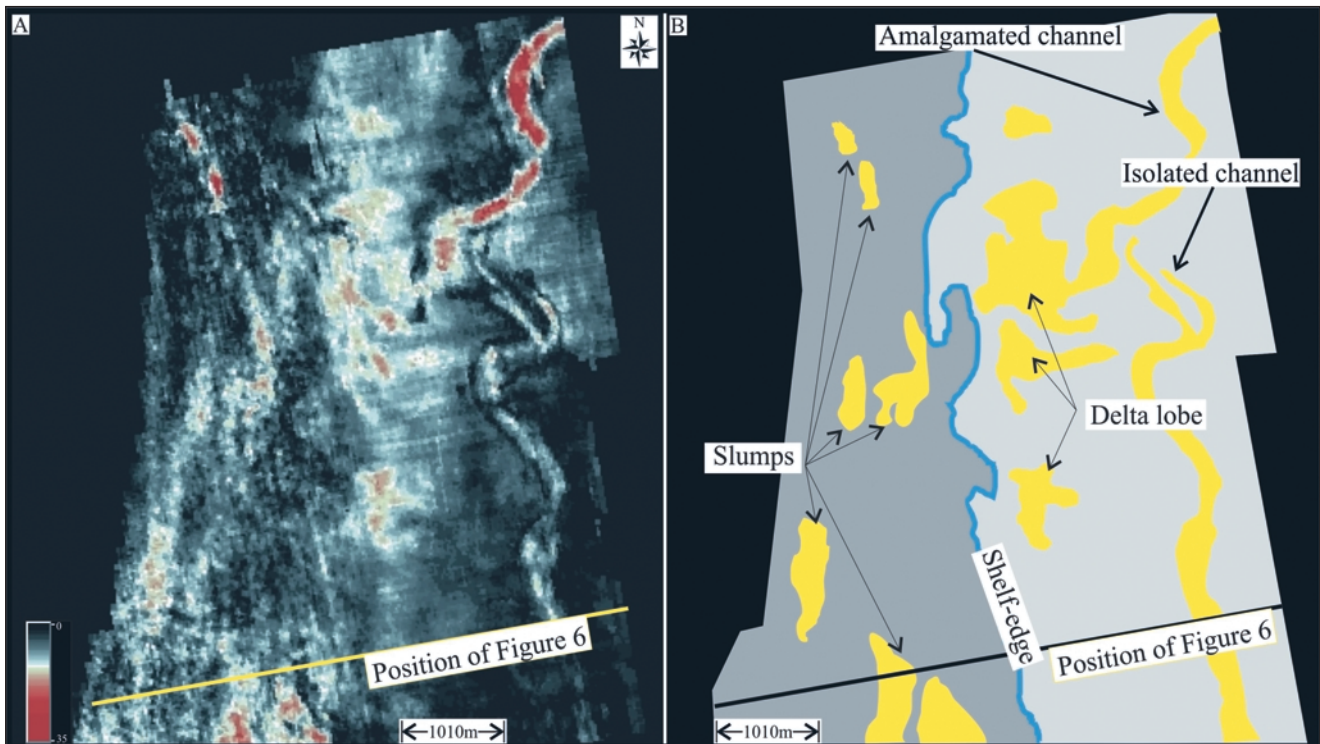 A
N
0
35
Position of Figure 6
1010m
B
Amalgamated channel
Isolated channel
Delta lobe
Slumps
Shelf-edge
Position of Figure 6
1010m